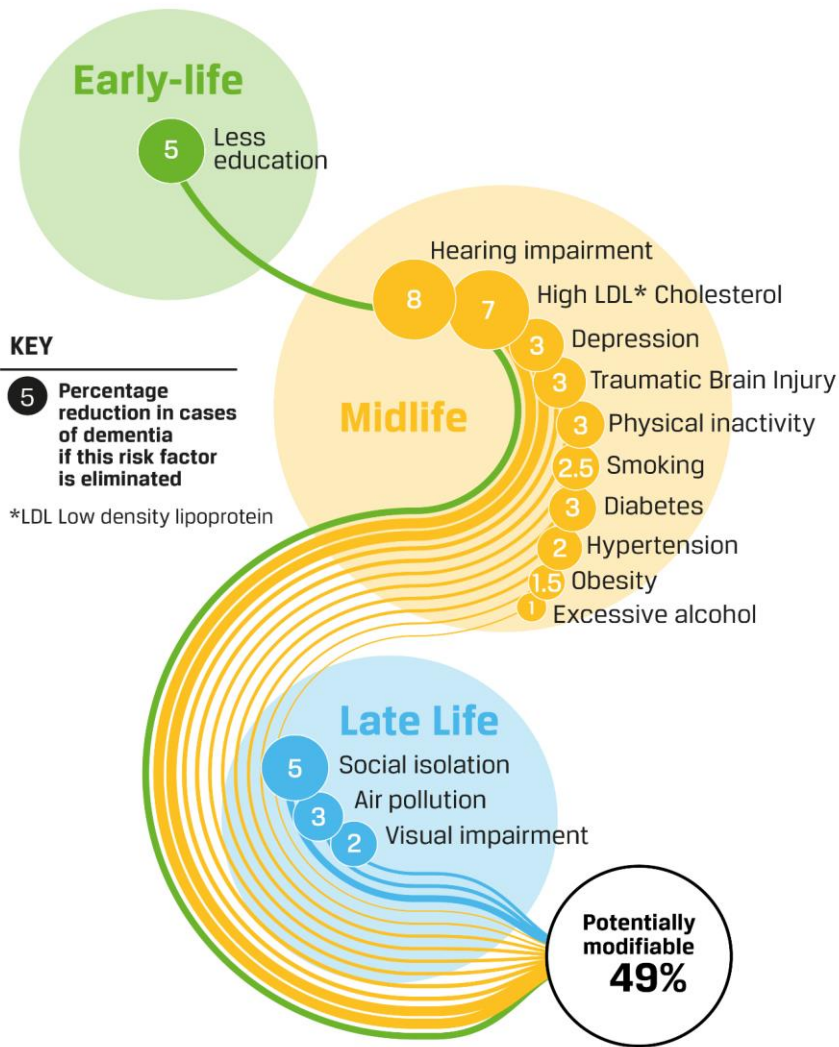 Early-life
5
Less
education
Hearing impairment
8
7
High LDL* Cholesterol
3
Depression
3
Traumatic Brain Injury
3
Physical inactivity
2.5
Smoking
3
Diabetes
2
Hypertension
1.5
Obesity
1
Excessive alcohol
Midlife
KEY
5
Percentage
reduction in cases
of dementia
if this risk factor
is eliminated
*LDL Low density lipoprotein
Late Life
5
Social isolation
3
Air pollution
2
Visual impairment
Potentially
modifiable
49%